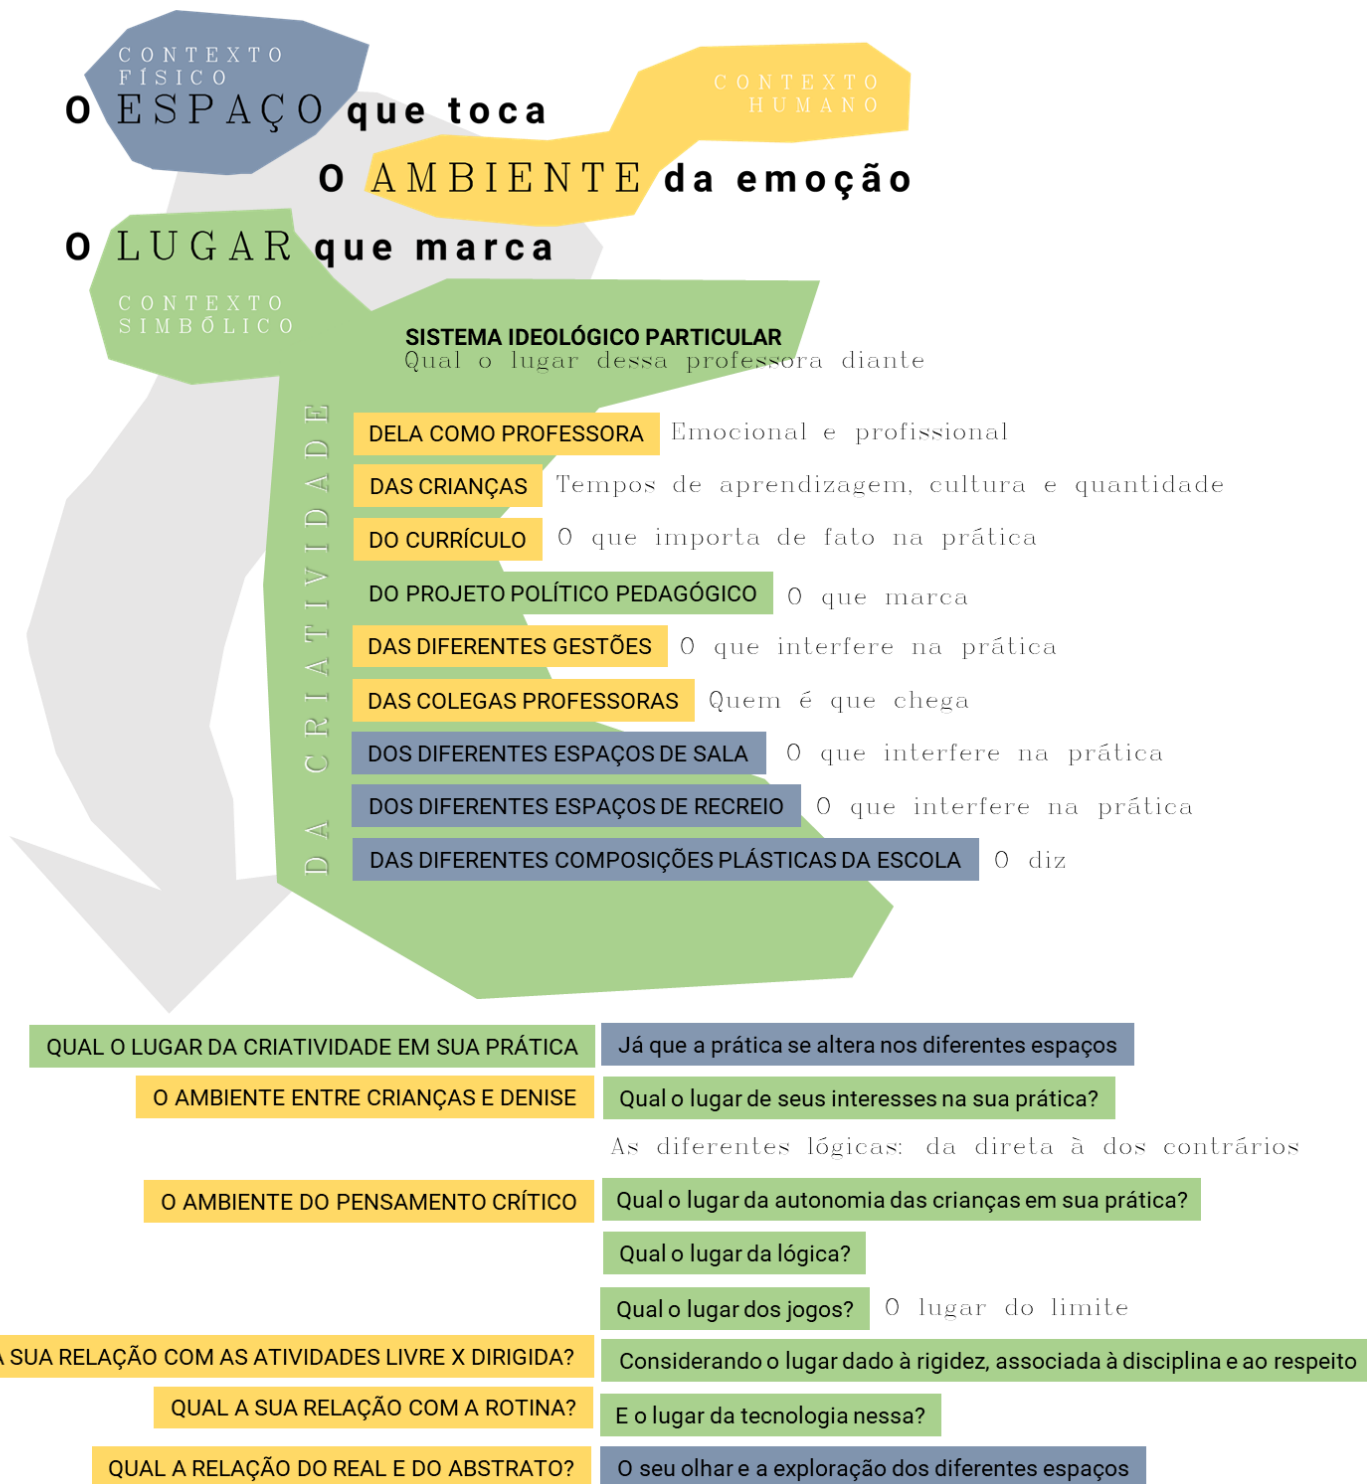 CONTEXTO
FÍSICO
O ESPAÇO que toca
CONTEXTO
HUMANO
O AMBIENTE da emoção
O LUGAR que marca
CONTEXTO
SIMBÓLICO
SISTEMA IDEOLÓGICO PARTICULAR
Qual o lugar dessa professora diante
DA CRIATIVIDADE
DELA COMO PROFESSORA Emocional e profissional
DAS CRIANÇAS Tempos de aprendizagem, cultura e quantidade
DO CURRÍCULO O que importa de fato na prática
DO PROJETO POLÍTICO PEDAGÓGICO O que marca
DAS DIFERENTES GESTÕES O que interfere na prática
DAS COLEGAS PROFESSORAS Quem é que chega
DOS DIFERENTES ESPAÇOS DE SALA O que interfere na prática
DOS DIFERENTES ESPAÇOS DE RECREIO O que interfere na prática
DAS DIFERENTES COMPOSIÇÕES PLÁSTICAS DA ESCOLA O diz
QUAL O LUGAR DA CRIATIVIDADE EM SUA PRÁTICA Já que a prática se altera nos diferentes espaços
O AMBIENTE ENTRE CRIANÇAS E DENISE Qual o lugar de seus interesses na sua prática?
As diferentes lógicas: da direta à dos contrários
O AMBIENTE DO PENSAMENTO CRÍTICO Qual o lugar da autonomia das crianças em sua prática?
Qual o lugar da lógica?
Qual o lugar dos jogos? O lugar do limite
A SUA RELAÇÃO COM AS ATIVIDADES LIVRE X DIRIGIDA? Considerando o lugar dado à rigidez, associada à disciplina e ao respeito
QUAL A SUA RELAÇÃO COM A ROTINA? E o lugar da tecnologia nessa?
QUAL A RELAÇÃO DO REAL E DO ABSTRATO? O seu olhar e a exploração dos diferentes espaços